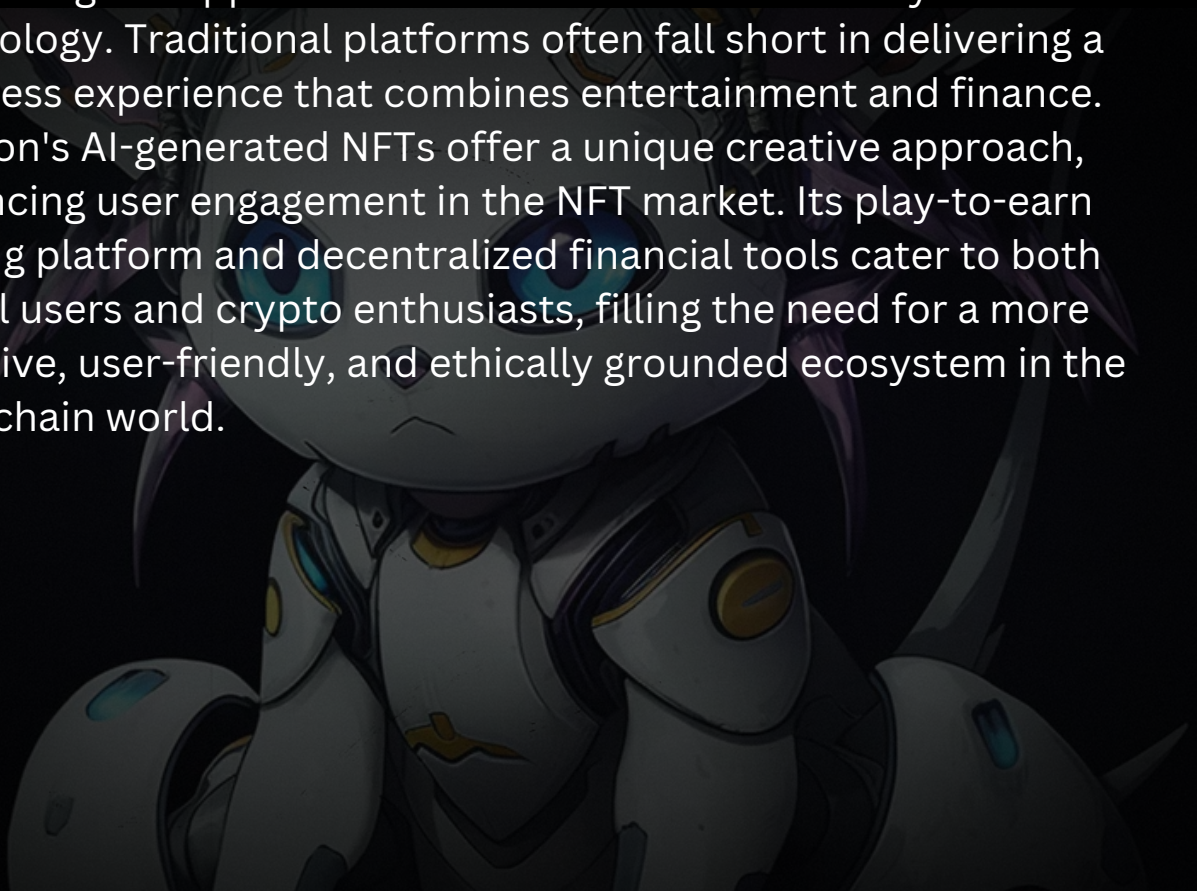 ology. Traditional platforms often fall short in delivering a
ess experience that combines entertainment and finance.
on's AI-generated NFTs offer a unique creative approach,
ncing user engagement in the NFT market. Its play-to-earn
g platform and decentralized financial tools cater to both
l users and crypto enthusiasts, filling the need for a more
ive, user-friendly, and ethically grounded ecosystem in the
chain world.